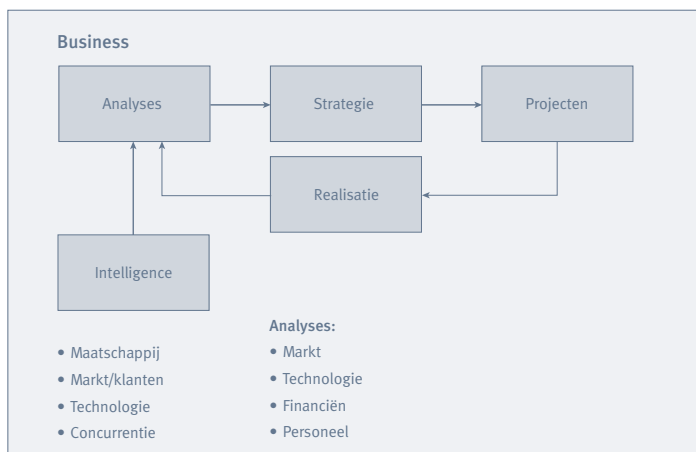 Business
Analyses
Strategie
Projecten
Realisatie
Intelligence
• Maatschappij
• Markt/klanten
• Technologie
• Concurrentie
Analyses:
• Markt
• Technologie
• Financiën
• Personeel